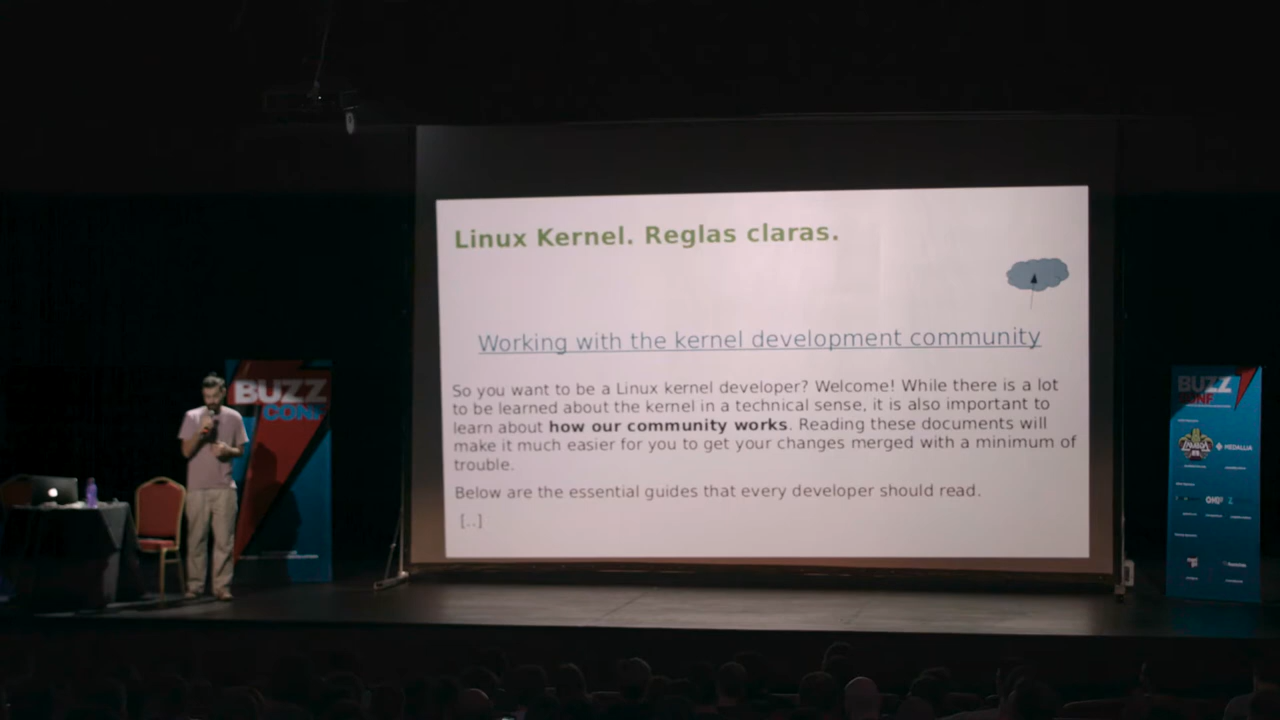 Linux Kernel. Reglas claras.
Working with the kernel development community
So you want to be a Linux kernel developer? Welcome! While there is a lot
to be learned about the kernel in a technical sense, it is also important to
learn about how our community works. Reading these documents will
make it much easier for you to get your changes merged with a minimum of
trouble.
Below are the essential guides that every developer should read.
[..]
BUZZ
CONF
BUZZ
CONF
MEDALLIA